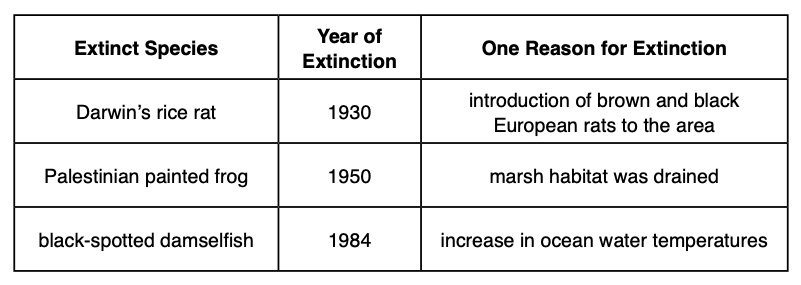 Extinct Species
Year of
Extinction
One Reason for Extinction
Darwin’s rice rat
1930
introduction of brown and black
European rats to the area
Palestinian painted frog
1950
marsh habitat was drained
black-spotted damselfish
1984
increase in ocean water temperatures